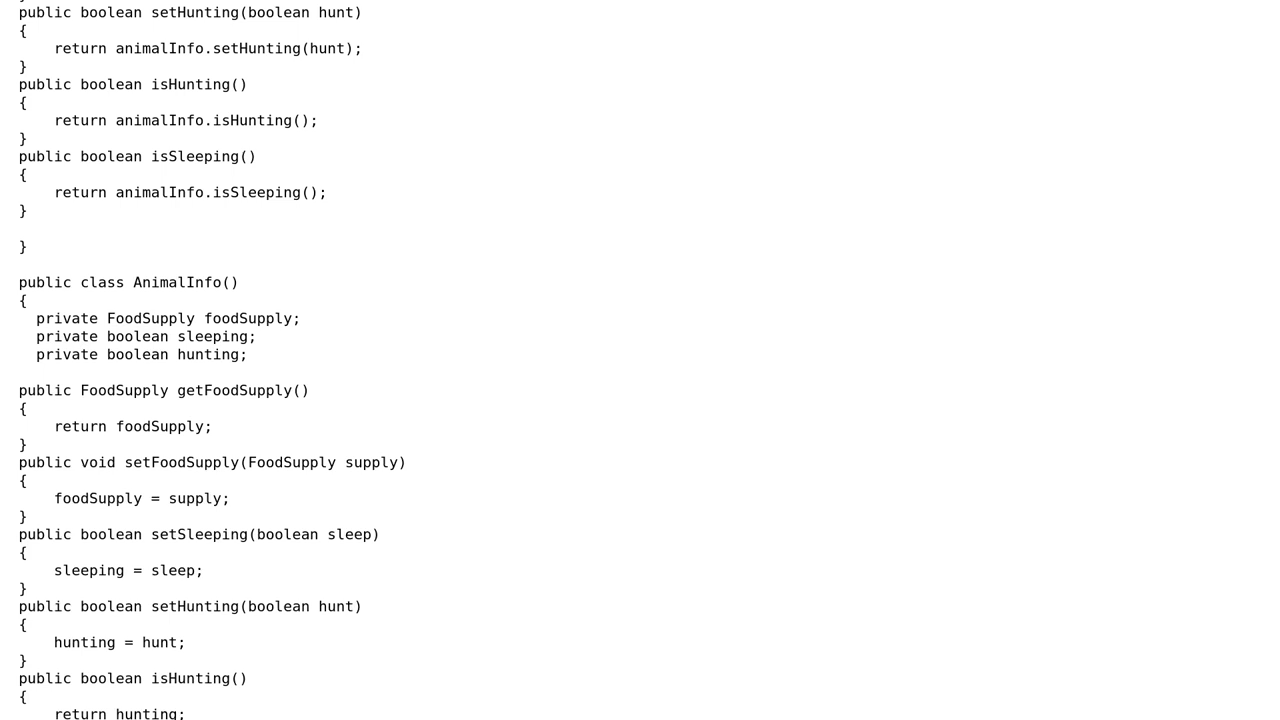 public boolean setHunting(boolean hunt)
{
    return animalInfo.setHunting(hunt);
}
public boolean isHunting()
{
    return animalInfo.isHunting();
}
public boolean isSleeping()
{
    return animalInfo.isSleeping();
}

}

public class AnimalInfo()
{
  private FoodSupply foodSupply;
  private boolean sleeping;
  private boolean hunting;

public FoodSupply getFoodSupply()
{
    return foodSupply;
}
public void setFoodSupply(FoodSupply supply)
{
    foodSupply = supply;
}
public boolean setSleeping(boolean sleep)
{
    sleeping = sleep;
}
public boolean setHunting(boolean hunt)
{
    hunting = hunt;
}
public boolean isHunting()
{
    return hunting;